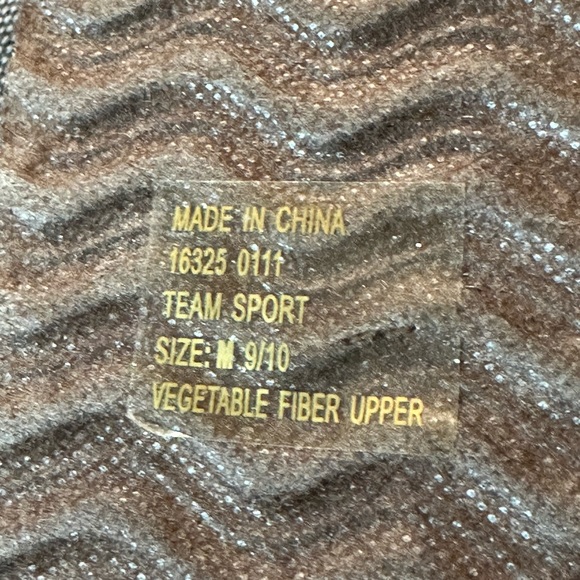 MADE IN CHINA
16325 0111
TEAM SPORT
SIZE: M 9/10
VEGETABLE FIBER UPPER